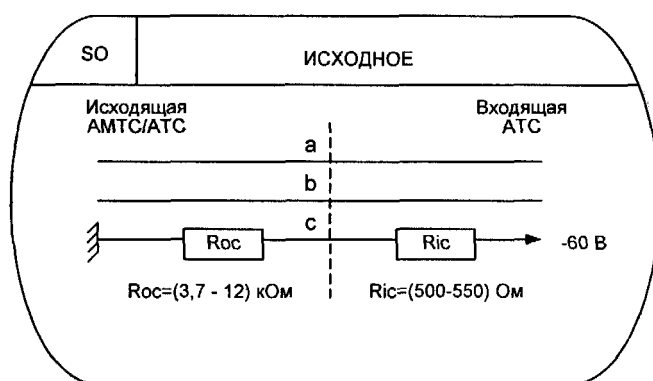 SO
ИСХОДНОЕ
Исходящая
АМТС/АТС
Входящая
АТС
a
b
c
Roc
Ric
-60 В
Roc=(3,7 - 12) кОм
Ric=(500-550) Ом